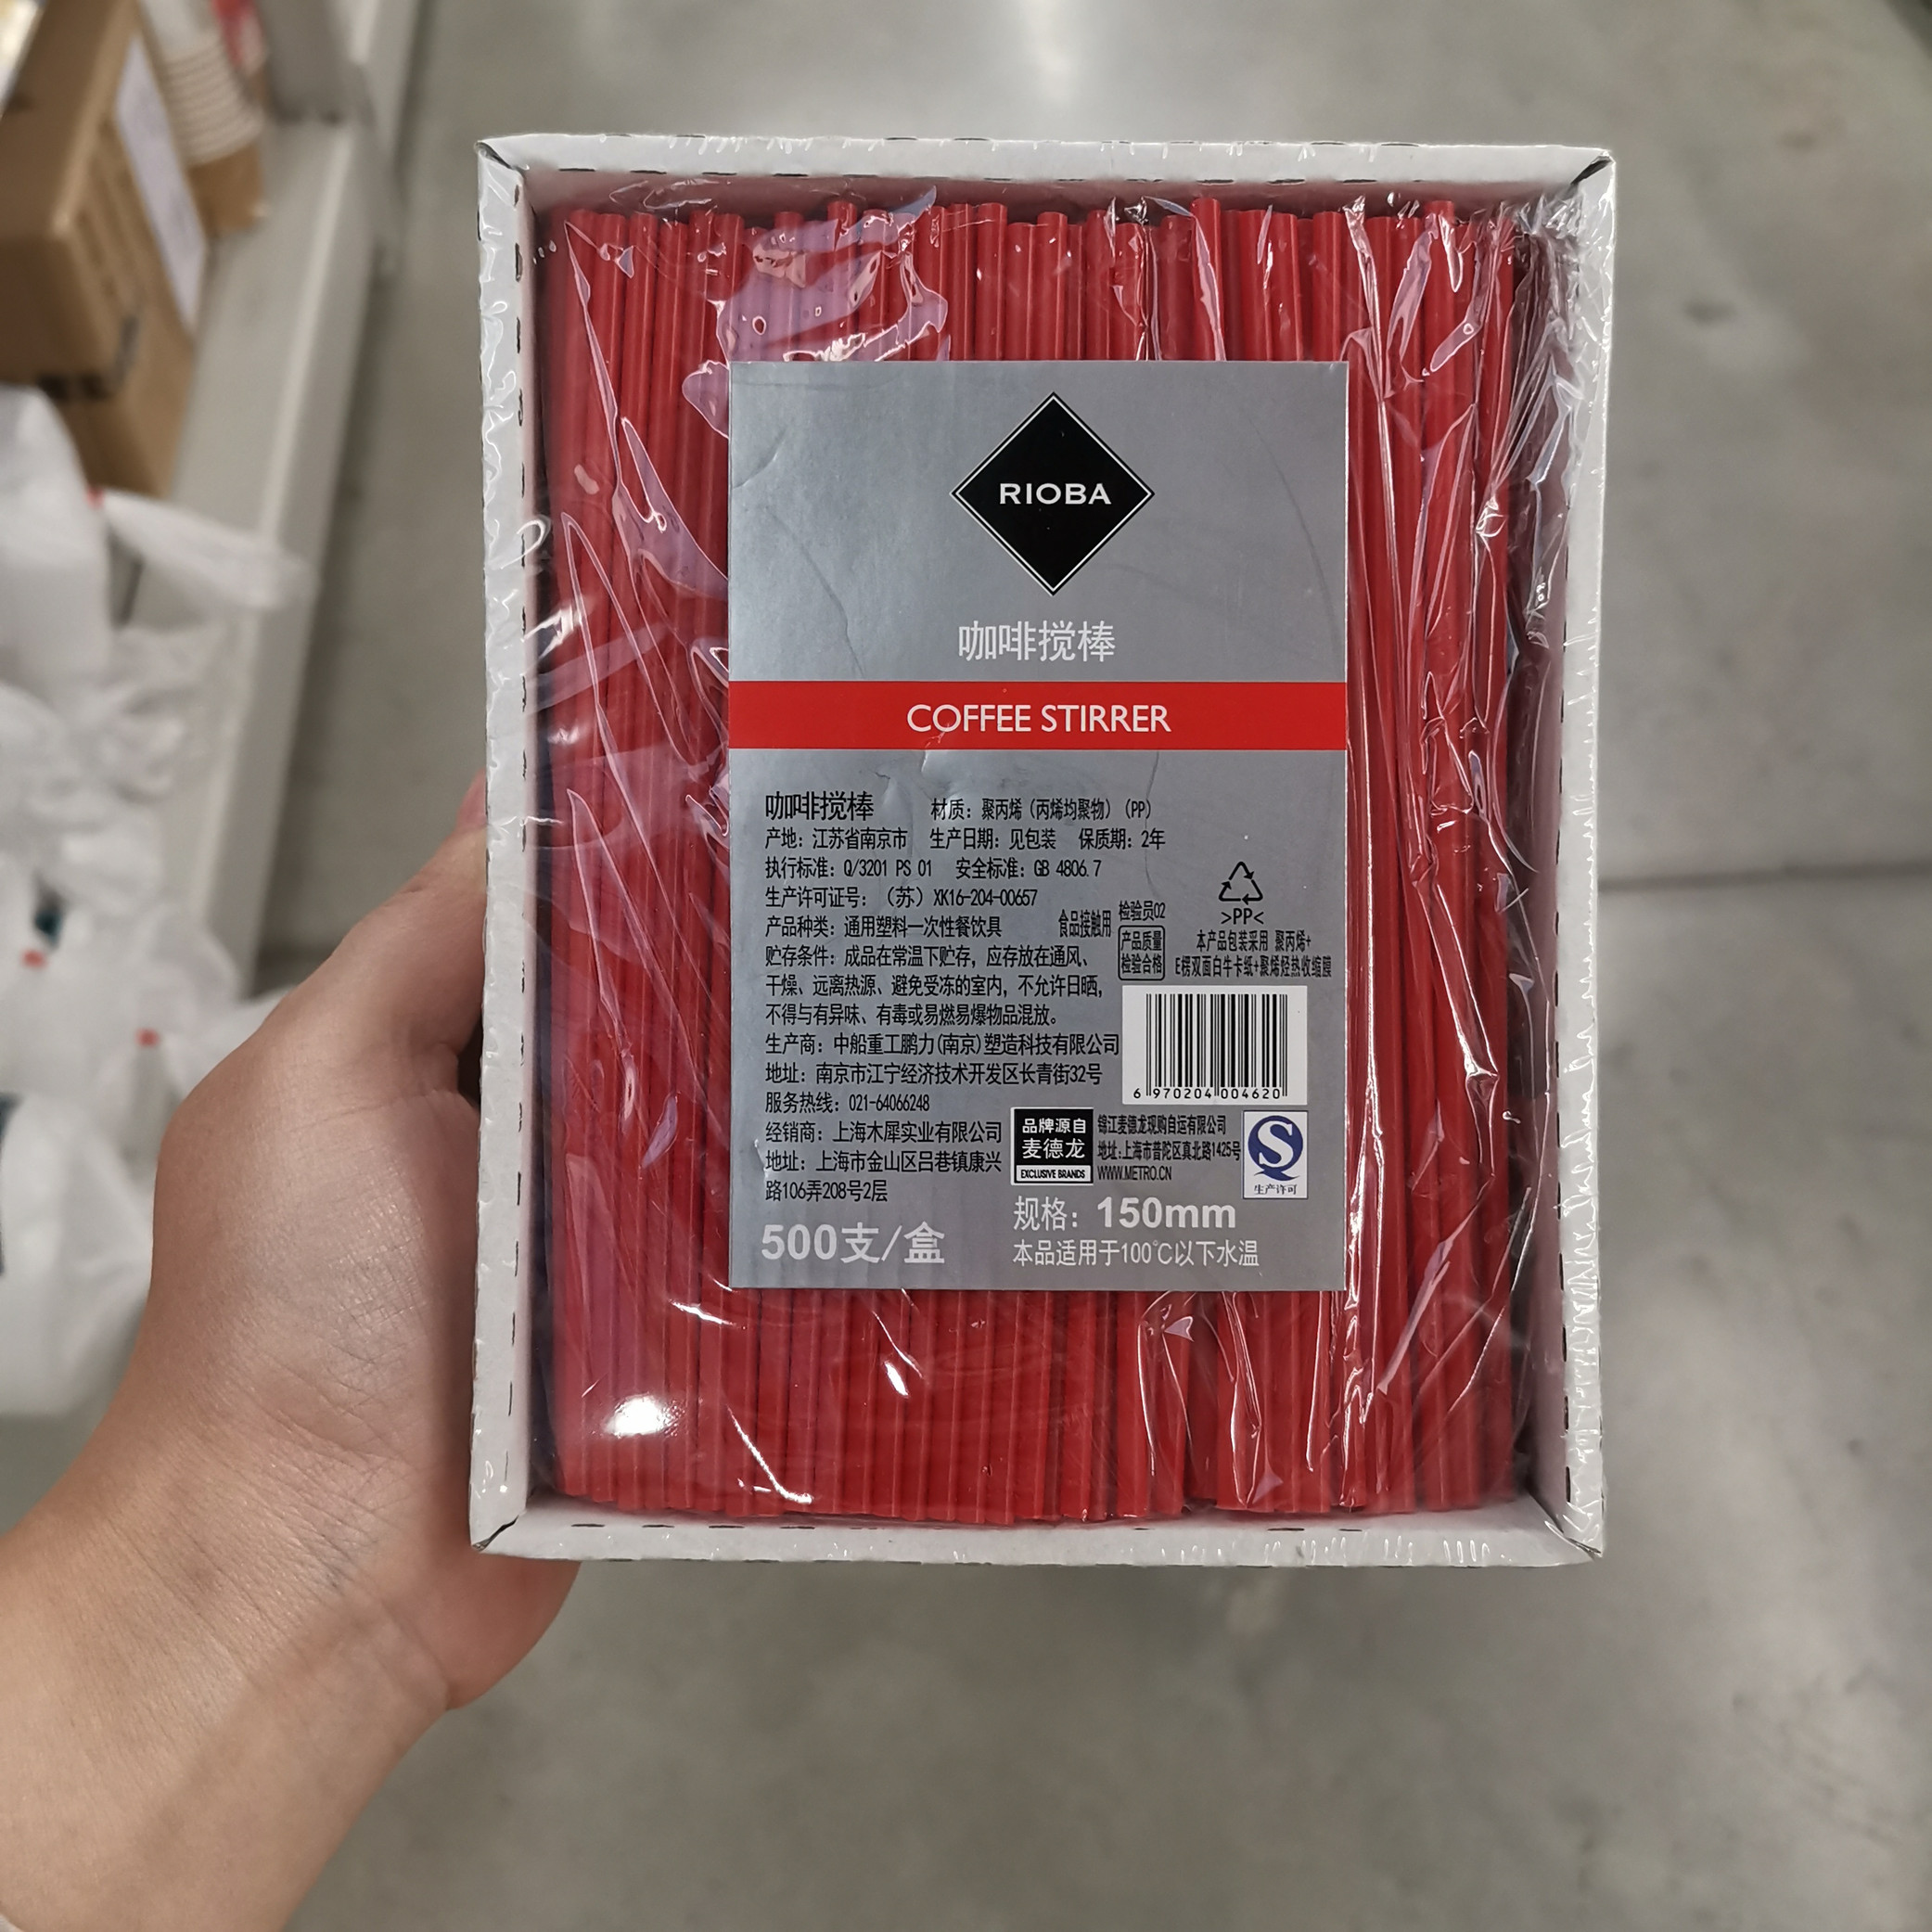 RIOBA
咖啡搅棒
COFFEE STIRRER
咖啡搅棒 材质：聚丙烯（丙烯均聚物）（PP）
产地：江苏省南京市 生产日期：见包装 保质期：2年
执行标准：Q/3201 PS 01 安全标准：GB 4806.7
生产许可证号：（苏）XK16-204-00657
产品种类：通用塑料一次性餐饮具
食品接触用
检验员02
产品质量
检验合格
>PP<
本产品包装采用 聚丙烯+
E楞双面白牛卡纸+聚烯烃热收缩膜
贮存条件：成品在常温下贮存，应存放在通风、
干燥、远离热源、避免受冻的室内，不允许日晒，
不得与有异味、有毒或易燃易爆物品混放。
生产商：中船重工鹏力(南京)塑造科技有限公司
地址：南京市江宁经济技术开发区长青街32号
服务热线：021-64066248
经销商：上海木犀实业有限公司
地址：上海市金山区吕巷镇康兴
路106弄208号2层
6 970204 004620
品牌源自
麦德龙
EXCLUSIVE BRANDS
锦江麦德龙现购自运有限公司
地址:上海市普陀区真北路1425号
WWW.METRO.CN
生产许可
500支/盒
规格：150mm
本品适用于100℃以下水温